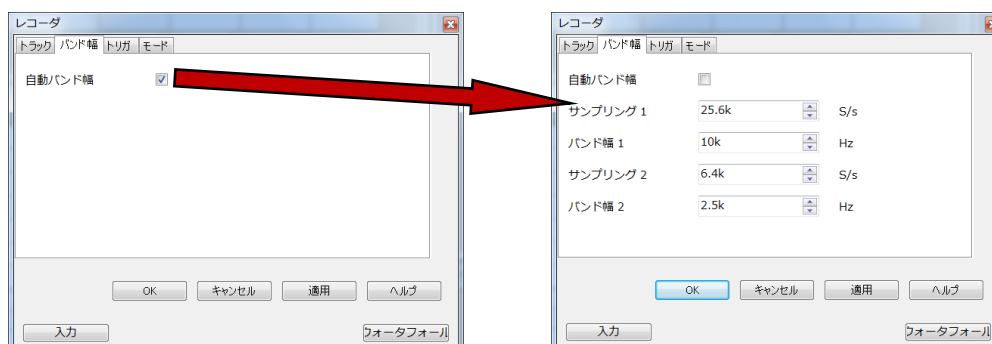 レコーダ
トラック バンド幅 トリガ モード
自動バンド幅
OK キャンセル 適用 ヘルプ
入力 ウォータフォール
レコーダ
トラック バンド幅 トリガ モード
自動バンド幅
サンプリング 1 25.6k S/s
バンド幅 1 10k Hz
サンプリング 2 6.4k S/s
バンド幅 2 2.5k Hz
OK キャンセル 適用 ヘルプ
入力 ウォータフォール